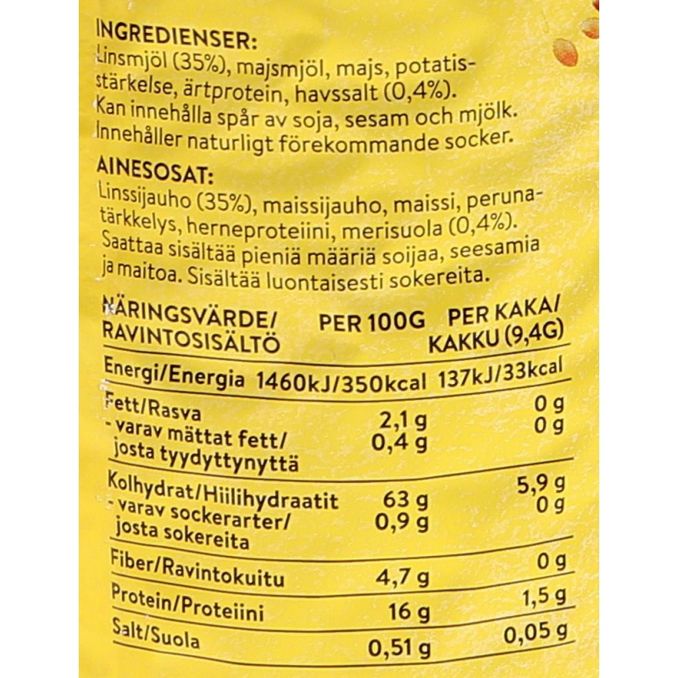 INGREDIENSER:
Linsmjöl (35%), majsmjöl, majs, potatis-
stärkelse, ärtprotein, havssalt (0,4%).
Kan innehålla spår av soja, sesam och mjölk.
Innehåller naturligt förekommande socker.
AINESOSAT:
Linssijauho (35%), maissijauho, maissi, peruna-
tärkkelys, herneproteiini, merisuola (0,4%).
Saattaa sisältää pieniä määriä soijaa, seesamia
ja maitoa. Sisältää luontaisesti sokereita.
NÄRINGSVÄRDE/ PER 100G PER KAKA/
RAVINTOSISÄLTÖ KAKKU (9,4G)
Energi/Energia 1460kJ/350kcal 137kJ/33kcal
Fett/Rasva 2,1 g 0 g
- varav mättat fett/ 0,4 g 0 g
josta tyydyttynyttä
Kolhydrat/Hiilihydraatit 63 g 5,9 g
- varav sockerarter/ 0,9 g 0 g
josta sokereita
Fiber/Ravintokuitu 4,7 g 0 g
Protein/Proteiini 16 g 1,5 g
Salt/Suola 0,51 g 0,05 g